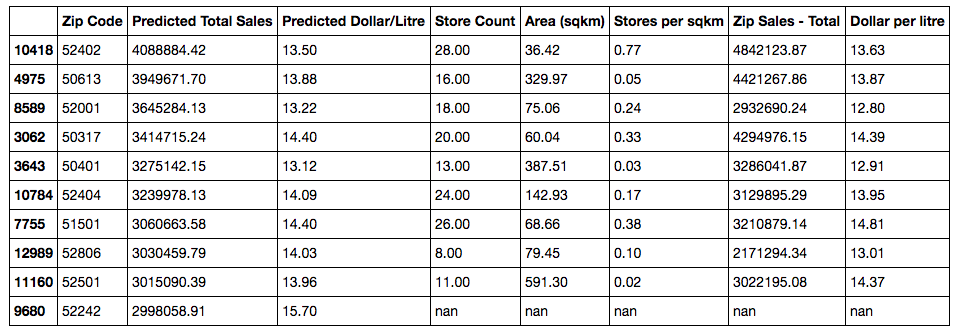 Zip Code Predicted Total Sales Predicted Dollar/Litre Store Count Area (sqkm) Stores per sqkm Zip Sales - Total Dollar per litre
10418 52402 4088884.42 13.50 28.00 36.42 0.77 4842123.87 13.63
4975 50613 3949671.70 13.88 16.00 329.97 0.05 4421267.86 13.87
8589 52001 3645284.13 13.22 18.00 75.06 0.24 2932690.24 12.80
3062 50317 3414715.24 14.40 20.00 60.04 0.33 4294976.15 14.39
3643 50401 3275142.15 13.12 13.00 387.51 0.03 3286041.87 12.91
10784 52404 3239978.13 14.09 24.00 142.93 0.17 3129895.29 13.95
7755 51501 3060663.58 14.40 26.00 68.66 0.38 3210879.14 14.81
12989 52806 3030459.79 14.03 8.00 79.45 0.10 2171294.34 13.01
11160 52501 3015090.39 13.96 11.00 591.30 0.02 3022195.08 14.37
9680 52242 2998058.91 15.70 nan nan nan nan nan